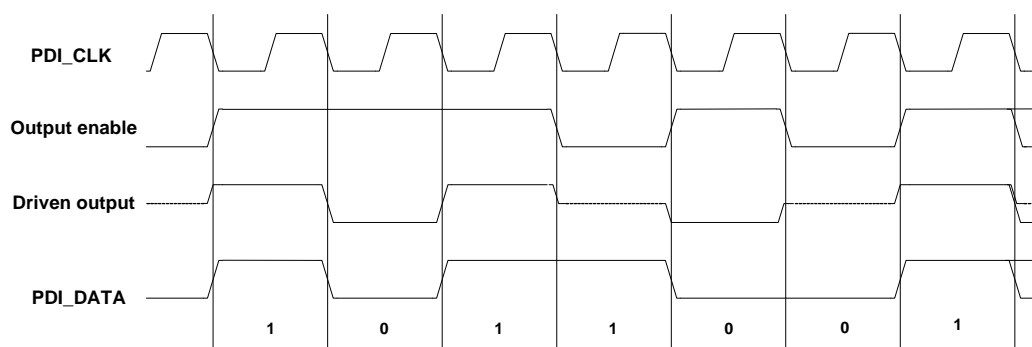 PDI_CLK
Output enable
Driven output
PDI_DATA
1 0 1 1 0 0 1